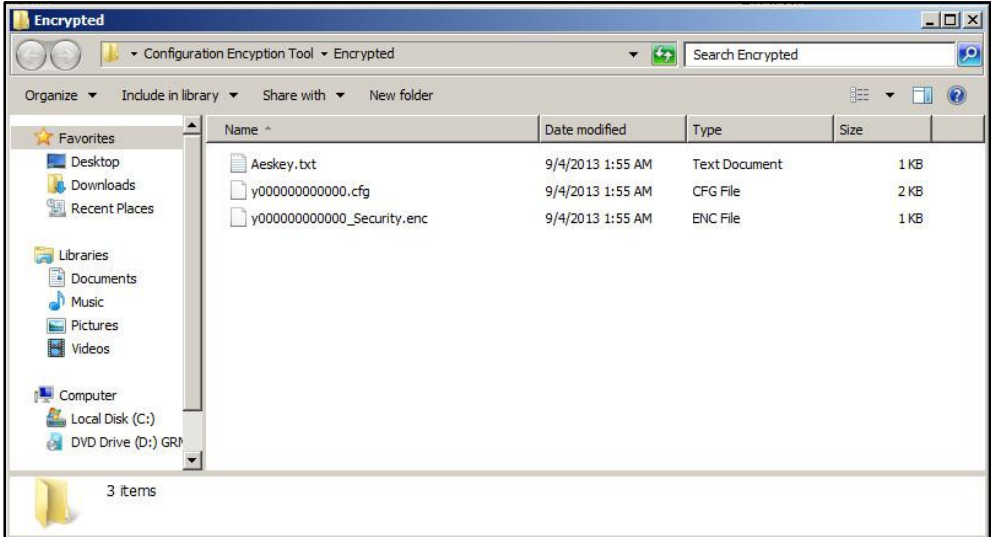 Encrypted
Configuration Encyption Tool Encrypted
Search Encrypted
Organize Include in library Share with New folder
Name Date modified Type Size
Favorites
Desktop
Downloads
Recent Places
Libraries
Documents
Music
Pictures
Videos
Computer
Local Disk (C:)
DVD Drive (D:) GRM
Aeskey.txt 9/4/2013 1:55 AM Text Document 1 KB
y000000000000.cfg 9/4/2013 1:55 AM CFG File 2 KB
y000000000000_Security.enc 9/4/2013 1:55 AM ENC File 1 KB
3 items